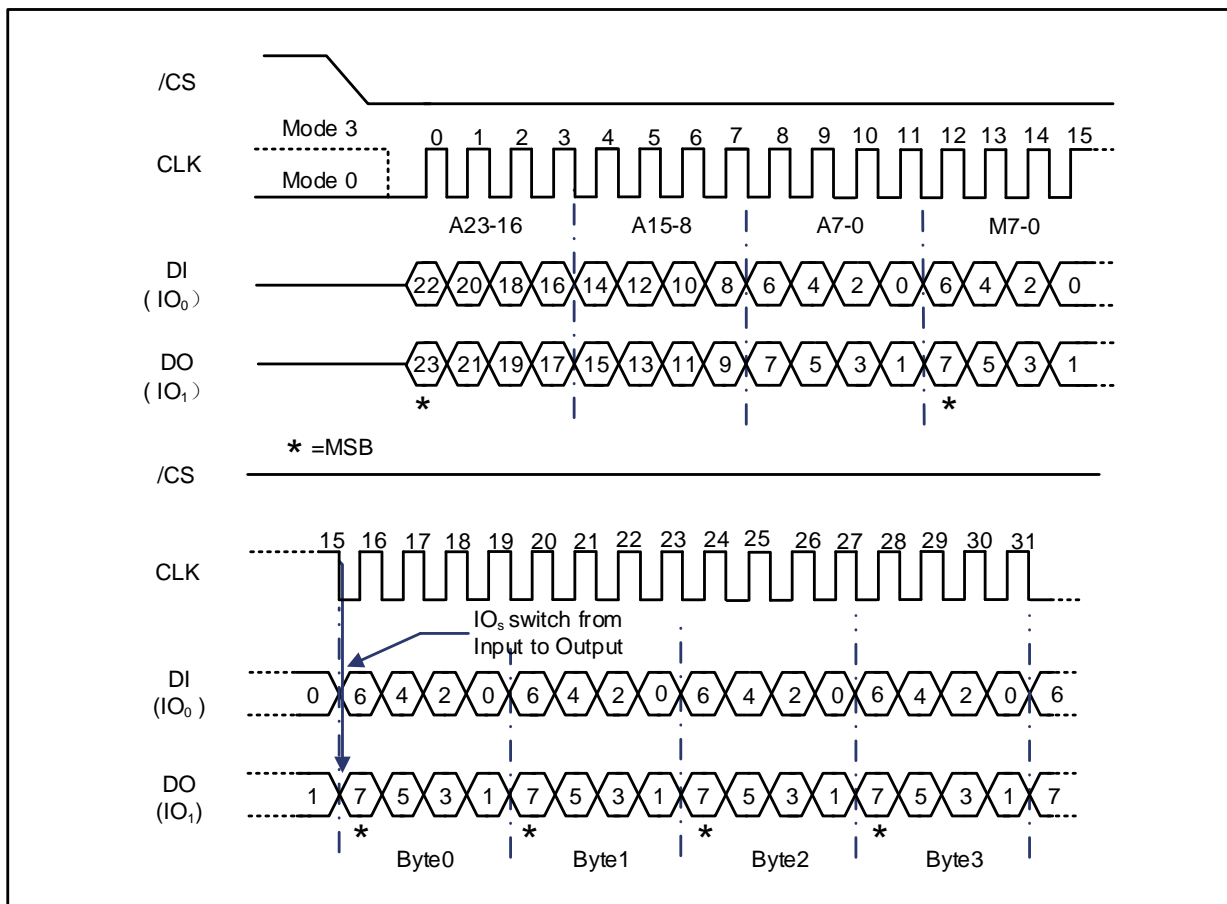 /CS
Mode 3
CLK
Mode 0
0 1 2 3 4 5 6 7 8 9 10 11 12 13 14 15
A23-16 A15-8 A7-0 M7-0
DI
( IO₀ )
22 20 18 16 14 12 10 8 6 4 2 0 6 4 2 0
DO
( IO₁ )
23 21 19 17 15 13 11 9 7 5 3 1 7 5 3 1
* *
* =MSB
/CS
15 16 17 18 19 20 21 22 23 24 25 26 27 28 29 30 31
CLK
IOₛ switch from
Input to Output
DI
(IO₀ )
0 6 4 2 0 6 4 2 0 6 4 2 0 6 4 2 0 6
DO
(IO₁)
1 7 5 3 1 7 5 3 1 7 5 3 1 7 5 3 1 7
* * * *
Byte0 Byte1 Byte2 Byte3